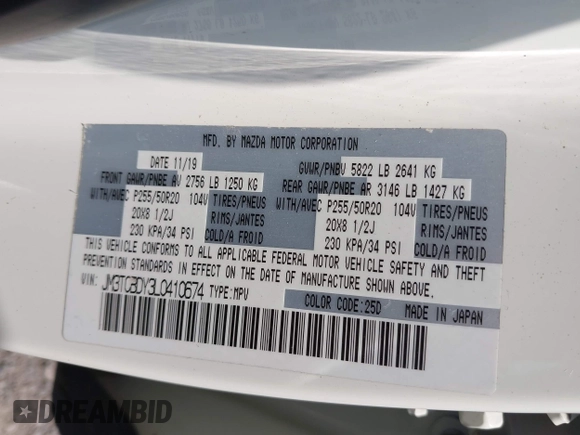 MFD. BY MAZDA MOTOR CORPORATION
DATE 11/19
GVWR/PNBV 5822 LB 2641 KG
FRONT GAWR/PNBE AV 2756 LB 1250 KG
REAR GAWR/PNBE AR 3146 LB 1427 KG
WITH/AVEC P255/50R20 104V TIRES/PNEUS
WITH/AVEC P255/50R20 104V TIRES/PNEUS
20X8 1/2J RIMS/JANTES
20X8 1/2J RIMS/JANTES
230 KPA/34 PSI COLD/A FROID
230 KPA/34 PSI COLD/A FROID
THIS VEHICLE CONFORMS TO ALL APPLICABLE FEDERAL MOTOR VEHICLE SAFETY AND THEFT
PREVENTION STANDARDS IN EFFECT ON THE DATE OF MANUFACTURE SHOWN ABOVE.
JM3TCBDY3L0410674 TYPE:MPV
COLOR CODE:25D MADE IN JAPAN
DREAMBID